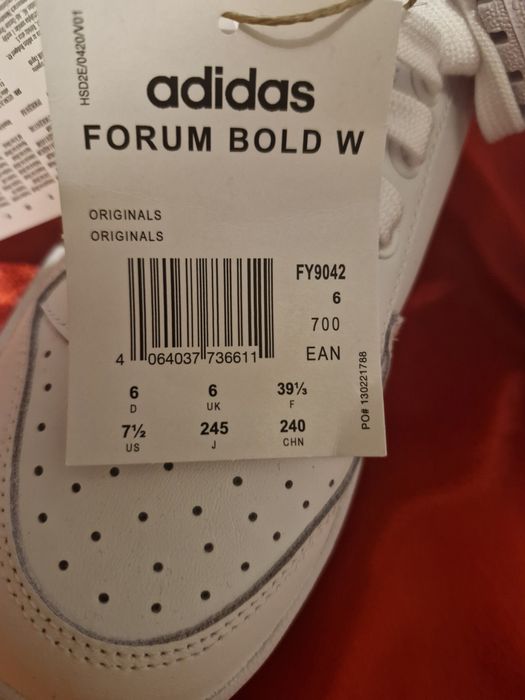 HSD2E/0420/V01
adidas
FORUM BOLD W
ORIGINALS
ORIGINALS
FY9042
6
700
EAN
4 064037 736611
6 6 39⅓
D UK F
7½ 245 240
US J CHN
PO# 130221788